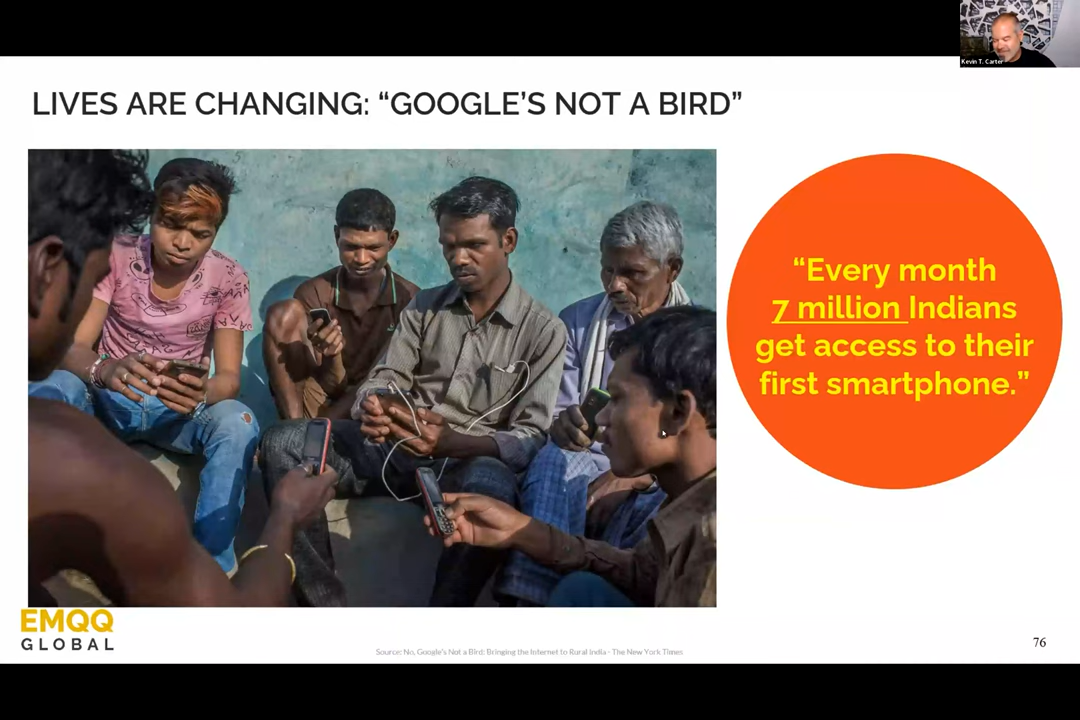 Kevin T. Carter
LIVES ARE CHANGING: “GOOGLE’S NOT A BIRD”
“Every month
7 million Indians
get access to their
first smartphone.”
EMQQ
GLOBAL
Source: No, Google's Not a Bird: Bringing the Internet to Rural India - The New York Times
76